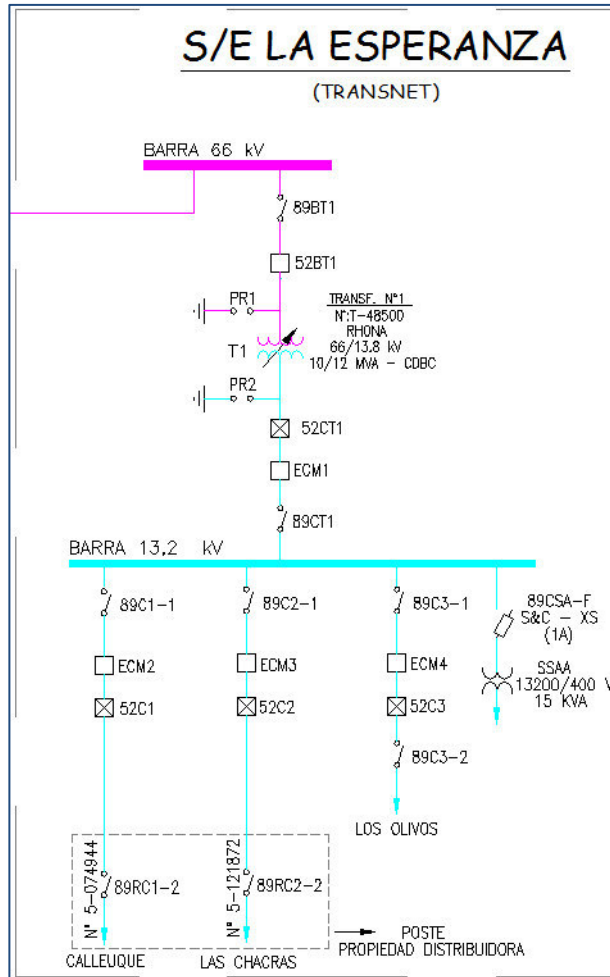 S/E LA ESPERANZA
(TRANSNET)
BARRA 66 kV
89BT1
52BT1
PR1
TRANSF. N°1
N°:T-48500
RHONA
66/13.8 kV
10/12 MVA - CDBC
T1
PR2
52CT1
ECM1
89CT1
BARRA 13,2 kV
89C1-1
89C2-1
89C3-1
89CSA-F
S&C - XS
(1A)
ECM2
ECM3
ECM4
SSAA
13200/400 V
15 KVA
52C1
52C2
52C3
89C3-2
LOS OLIVOS
N° 5-074944
89RC1-2
N° 5-121872
89RC2-2
POSTE
PROPIEDAD DISTRIBUIDORA
CALLEUQUE
LAS CHACRAS